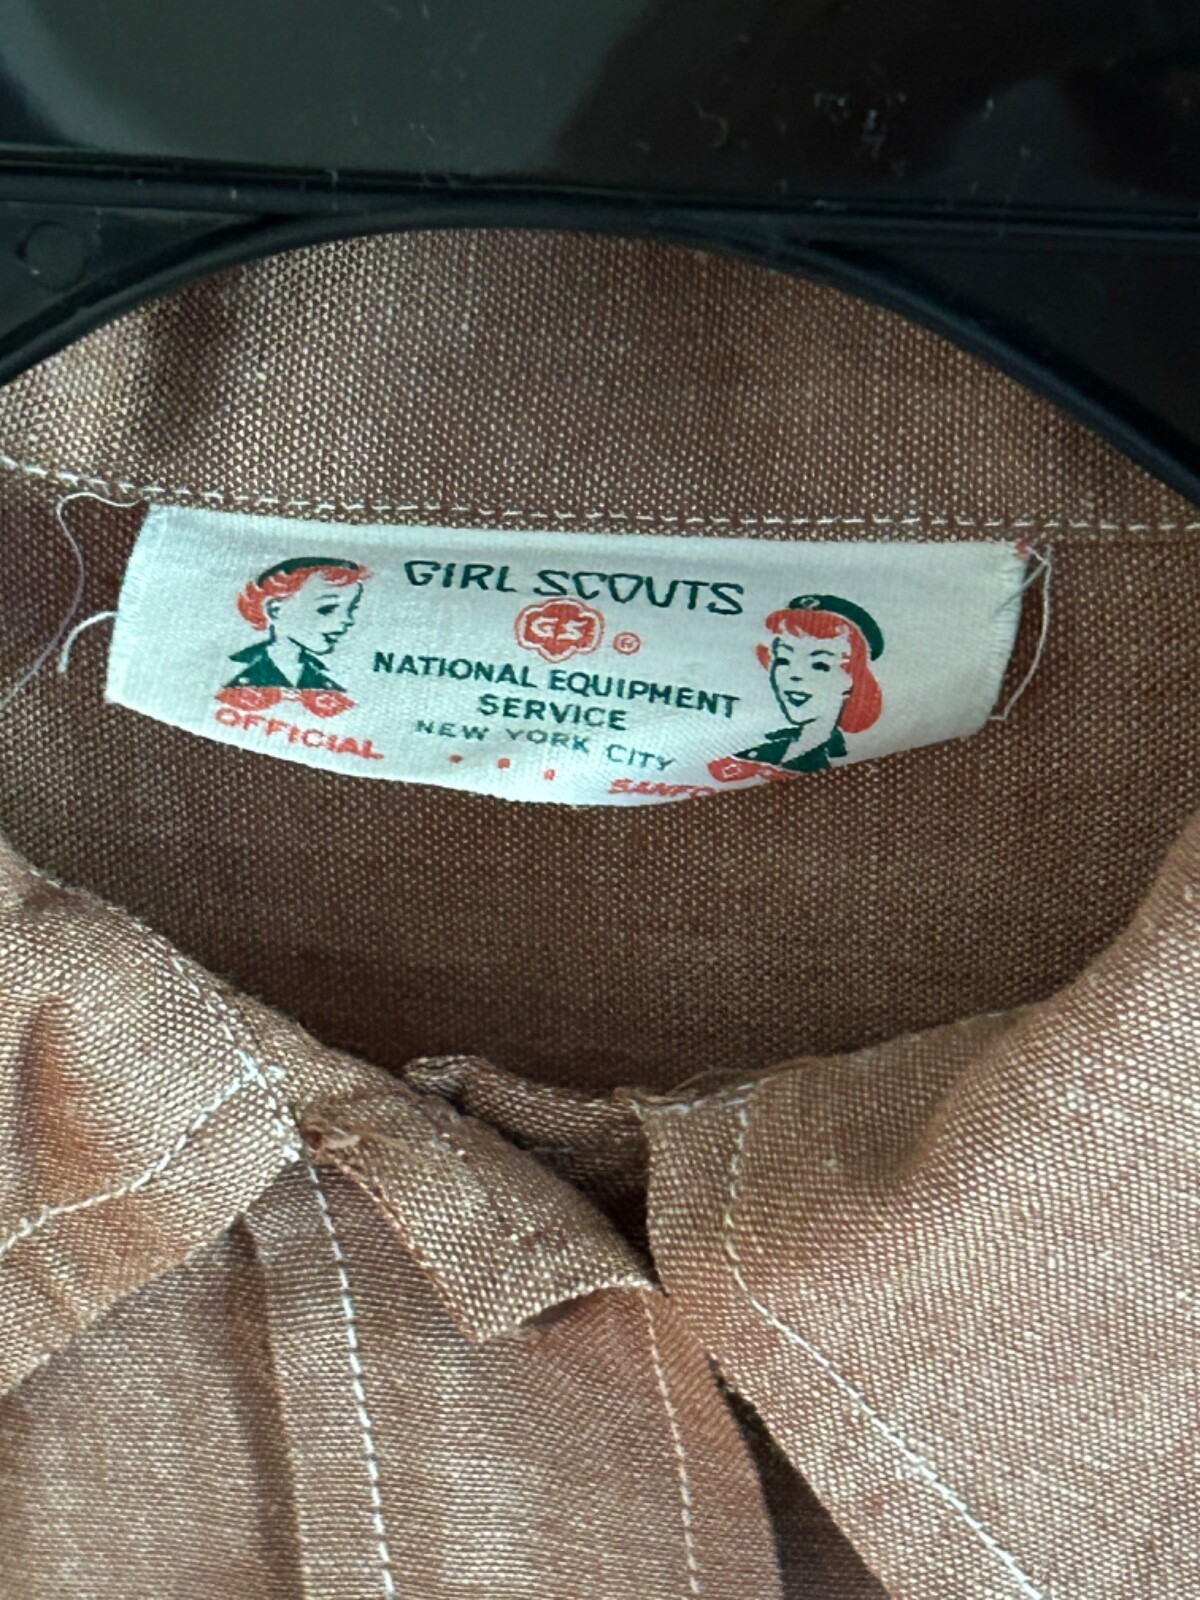 GIRL SCOUTS
GS ®
NATIONAL EQUIPMENT
SERVICE
NEW YORK CITY
OFFICIAL